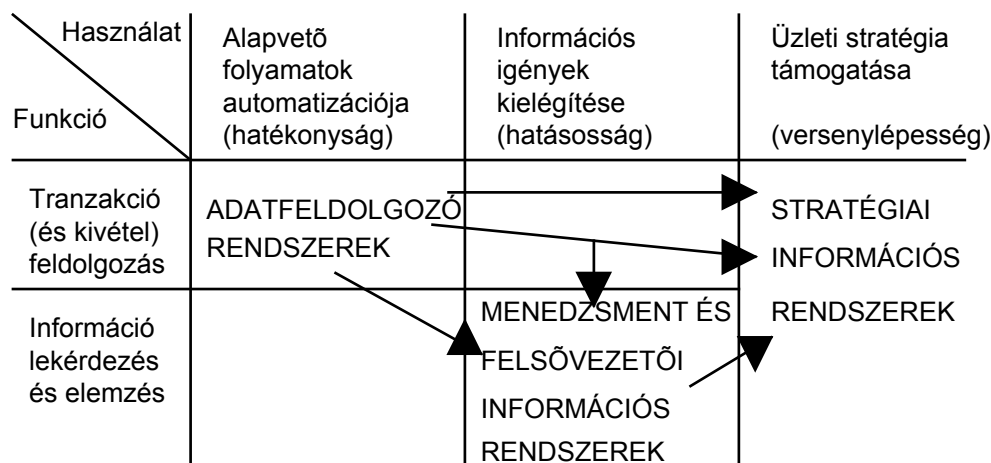 Használat
Funkció
Alapvetõ
folyamatok
automatizációja
(hatékonyság)
Információs
igények
kielégítése
(hatásosság)
Üzleti stratégia
támogatása
(versenylépesség)
Tranzakció
(és kivétel)
feldolgozás
ADATFELDOLGOZÓ
RENDSZEREK
STRATÉGIAI
INFORMÁCIÓS
RENDSZEREK
Információ
lekérdezés
és elemzés
MENEDZSMENT ÉS
FELSÕVEZETÕI
INFORMÁCIÓS
RENDSZEREK